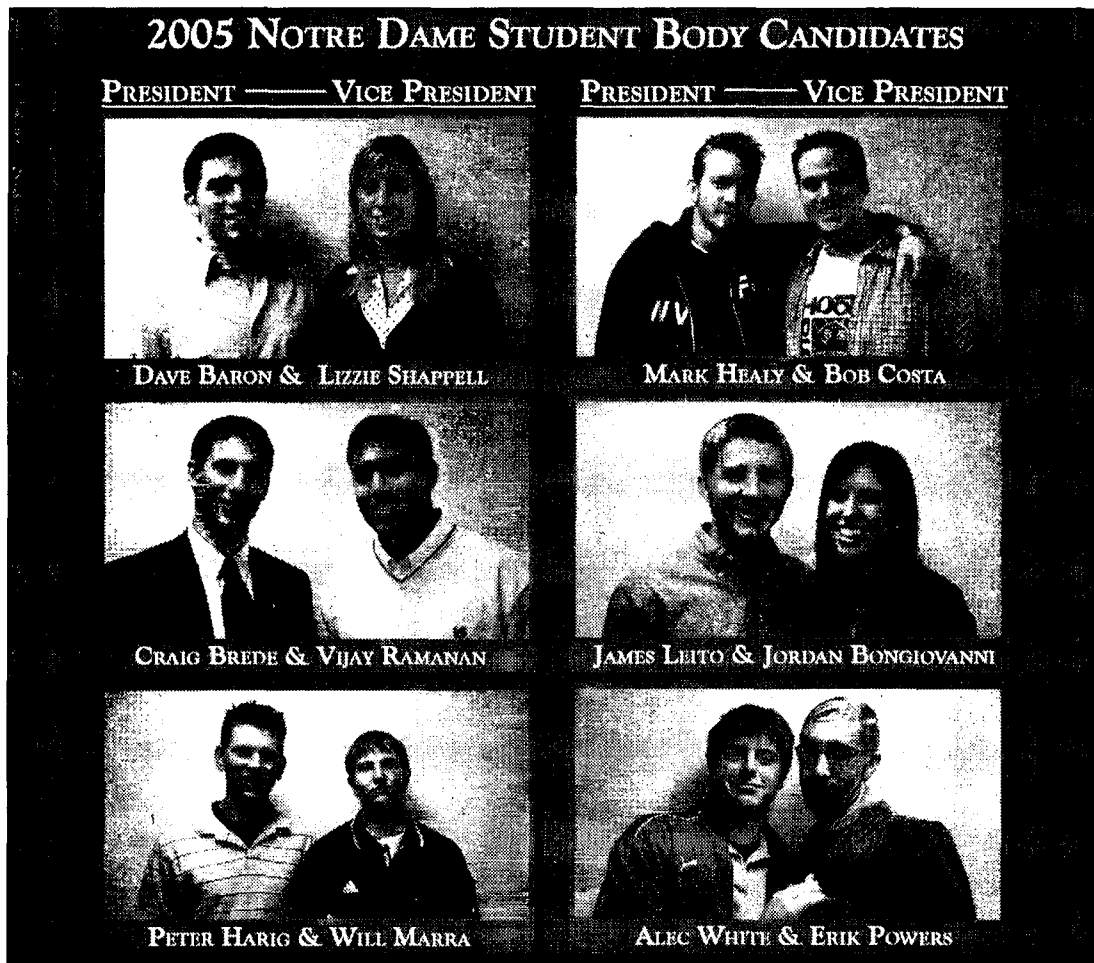 2005 NOTRE DAME STUDENT BODY CANDIDATES
PRESIDENT — VICE PRESIDENT
PRESIDENT — VICE PRESIDENT
DAVE BARON & LIZZIE SHAPPELL
MARK HEALY & BOB COSTA
CRAIG BREDE & VIJAY RAMANAN
JAMES LEITO & JORDAN BONGIOVANNI
PETER HARIG & WILL MARRA
ALEC WHITE & ERIK POWERS